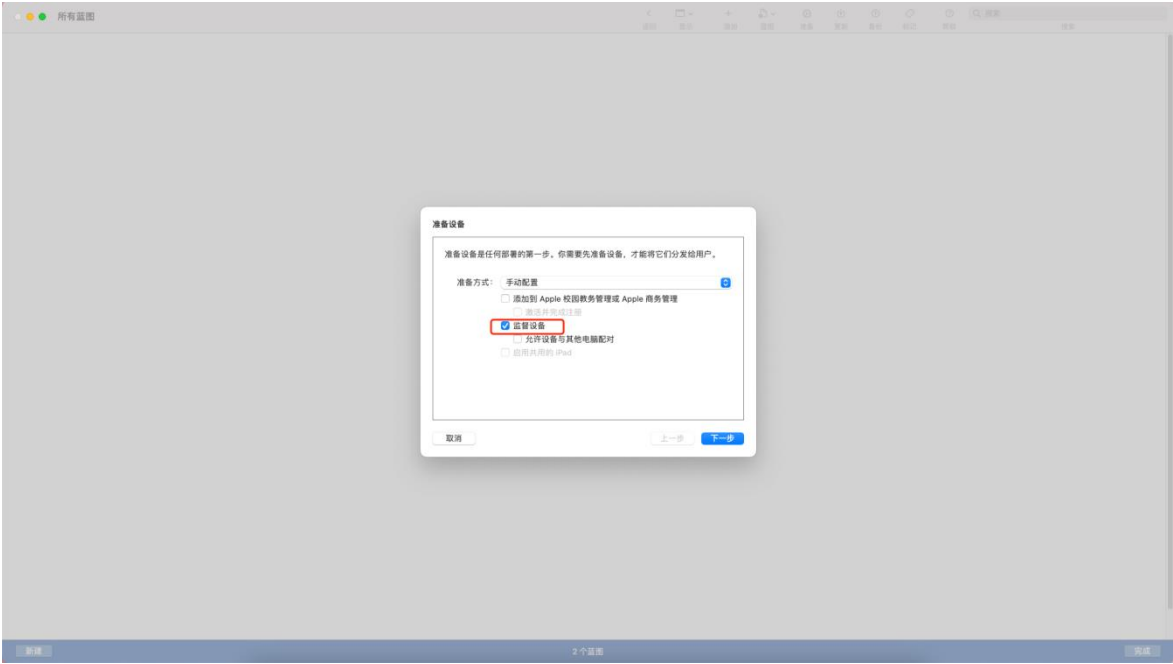 所有蓝图
搜索
准备设备
准备设备是任何部署的第一步。你需要先准备设备，才能将它们分发给用户。
准备方式： 手动配置
添加到 Apple 校园教务管理或 Apple 商务管理
激活并完成注册
监督设备
允许设备与其他电脑配对
启用共用的 iPad
取消 上一步 下一步
新建 2 个蓝图 完成